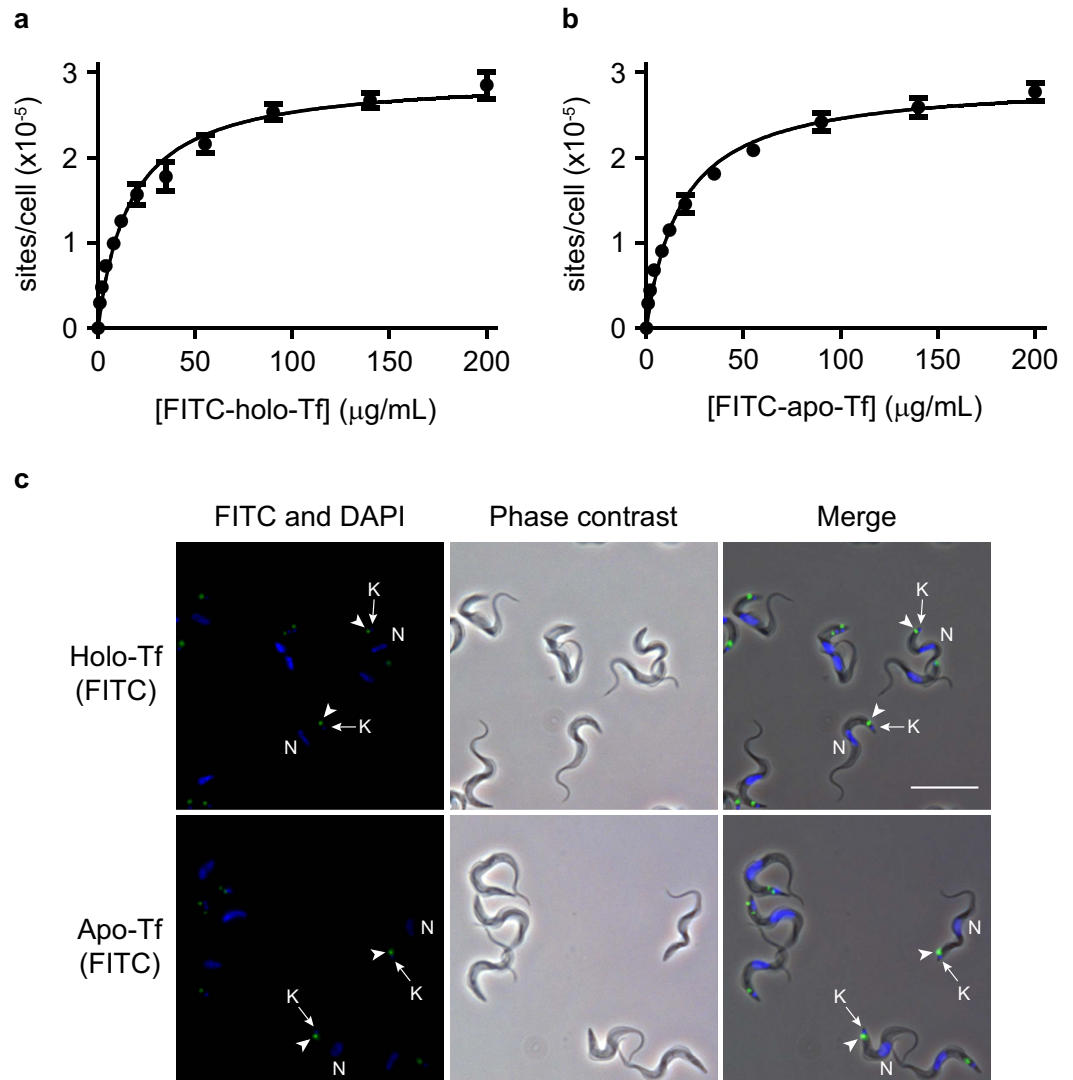 a
b
3
2
1
0
sites/cell (x10⁻⁵)
0 50 100 150 200
[FITC-holo-Tf] (μg/mL)
3
2
1
0
sites/cell (x10⁻⁵)
0 50 100 150 200
[FITC-apo-Tf] (μg/mL)
c
FITC and DAPI
Phase contrast
Merge
Holo-Tf
(FITC)
K
N
K
N
K
N
K
N
Apo-Tf
(FITC)
N
K
K
N
N
K
K
N